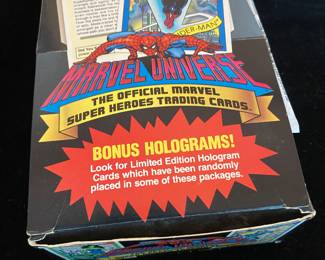 SPIDER-MAN
MARVEL UNIVERSE
THE OFFICIAL MARVEL
SUPER HEROES TRADING CARDS
BONUS HOLOGRAMS!
Look for Limited Edition Hologram
Cards which have been randomly
placed in some of these packages.